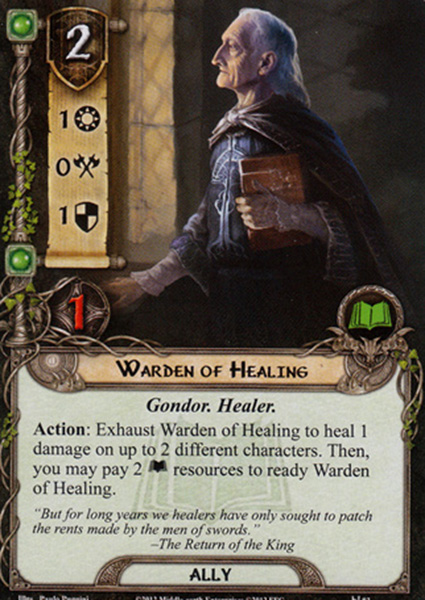 2
1
0
1
1
WARDEN OF HEALING
Gondor. Healer.
Action: Exhaust Warden of Healing to heal 1
damage on up to 2 different characters. Then,
you may pay 2 resources to ready Warden
of Healing.
"But for long years we healers have only sought to patch
the rents made by the men of swords."
–The Return of the King
ALLY